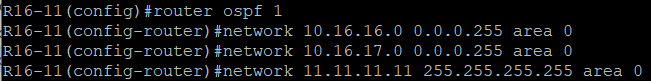 R16-11(config)#router ospf 1
R16-11(config-router)#network 10.16.16.0 0.0.0.255 area 0
R16-11(config-router)#network 10.16.17.0 0.0.0.255 area 0
R16-11(config-router)#network 11.11.11.11 255.255.255.255 area 0